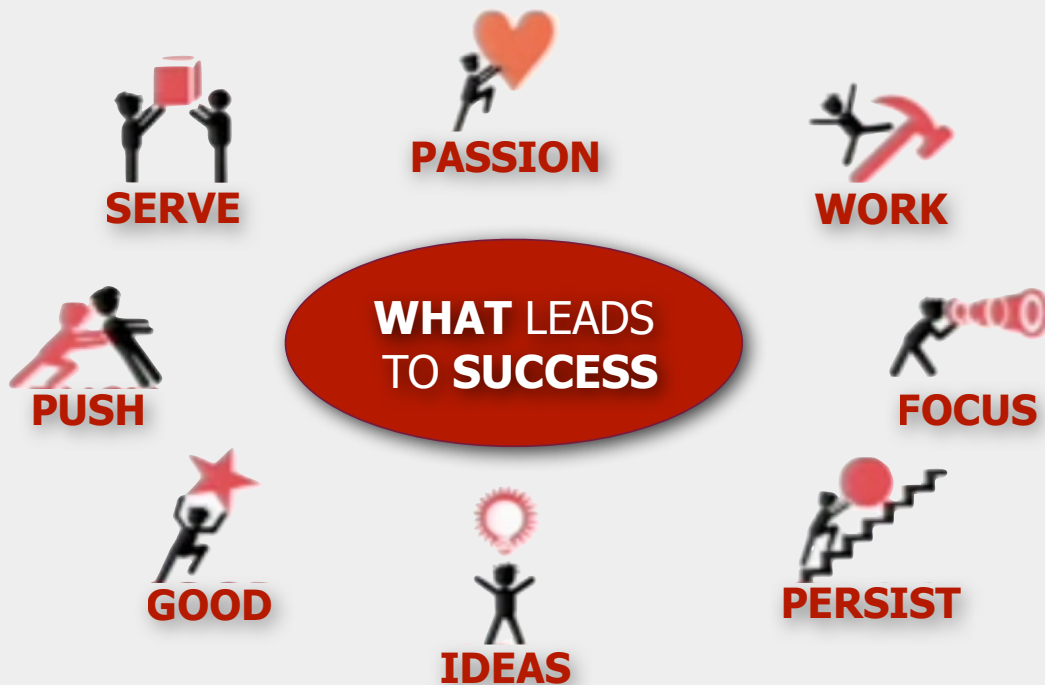 PASSION
SERVE
WORK
WHAT LEADS
TO SUCCESS
PUSH
FOCUS
GOOD
PERSIST
IDEAS